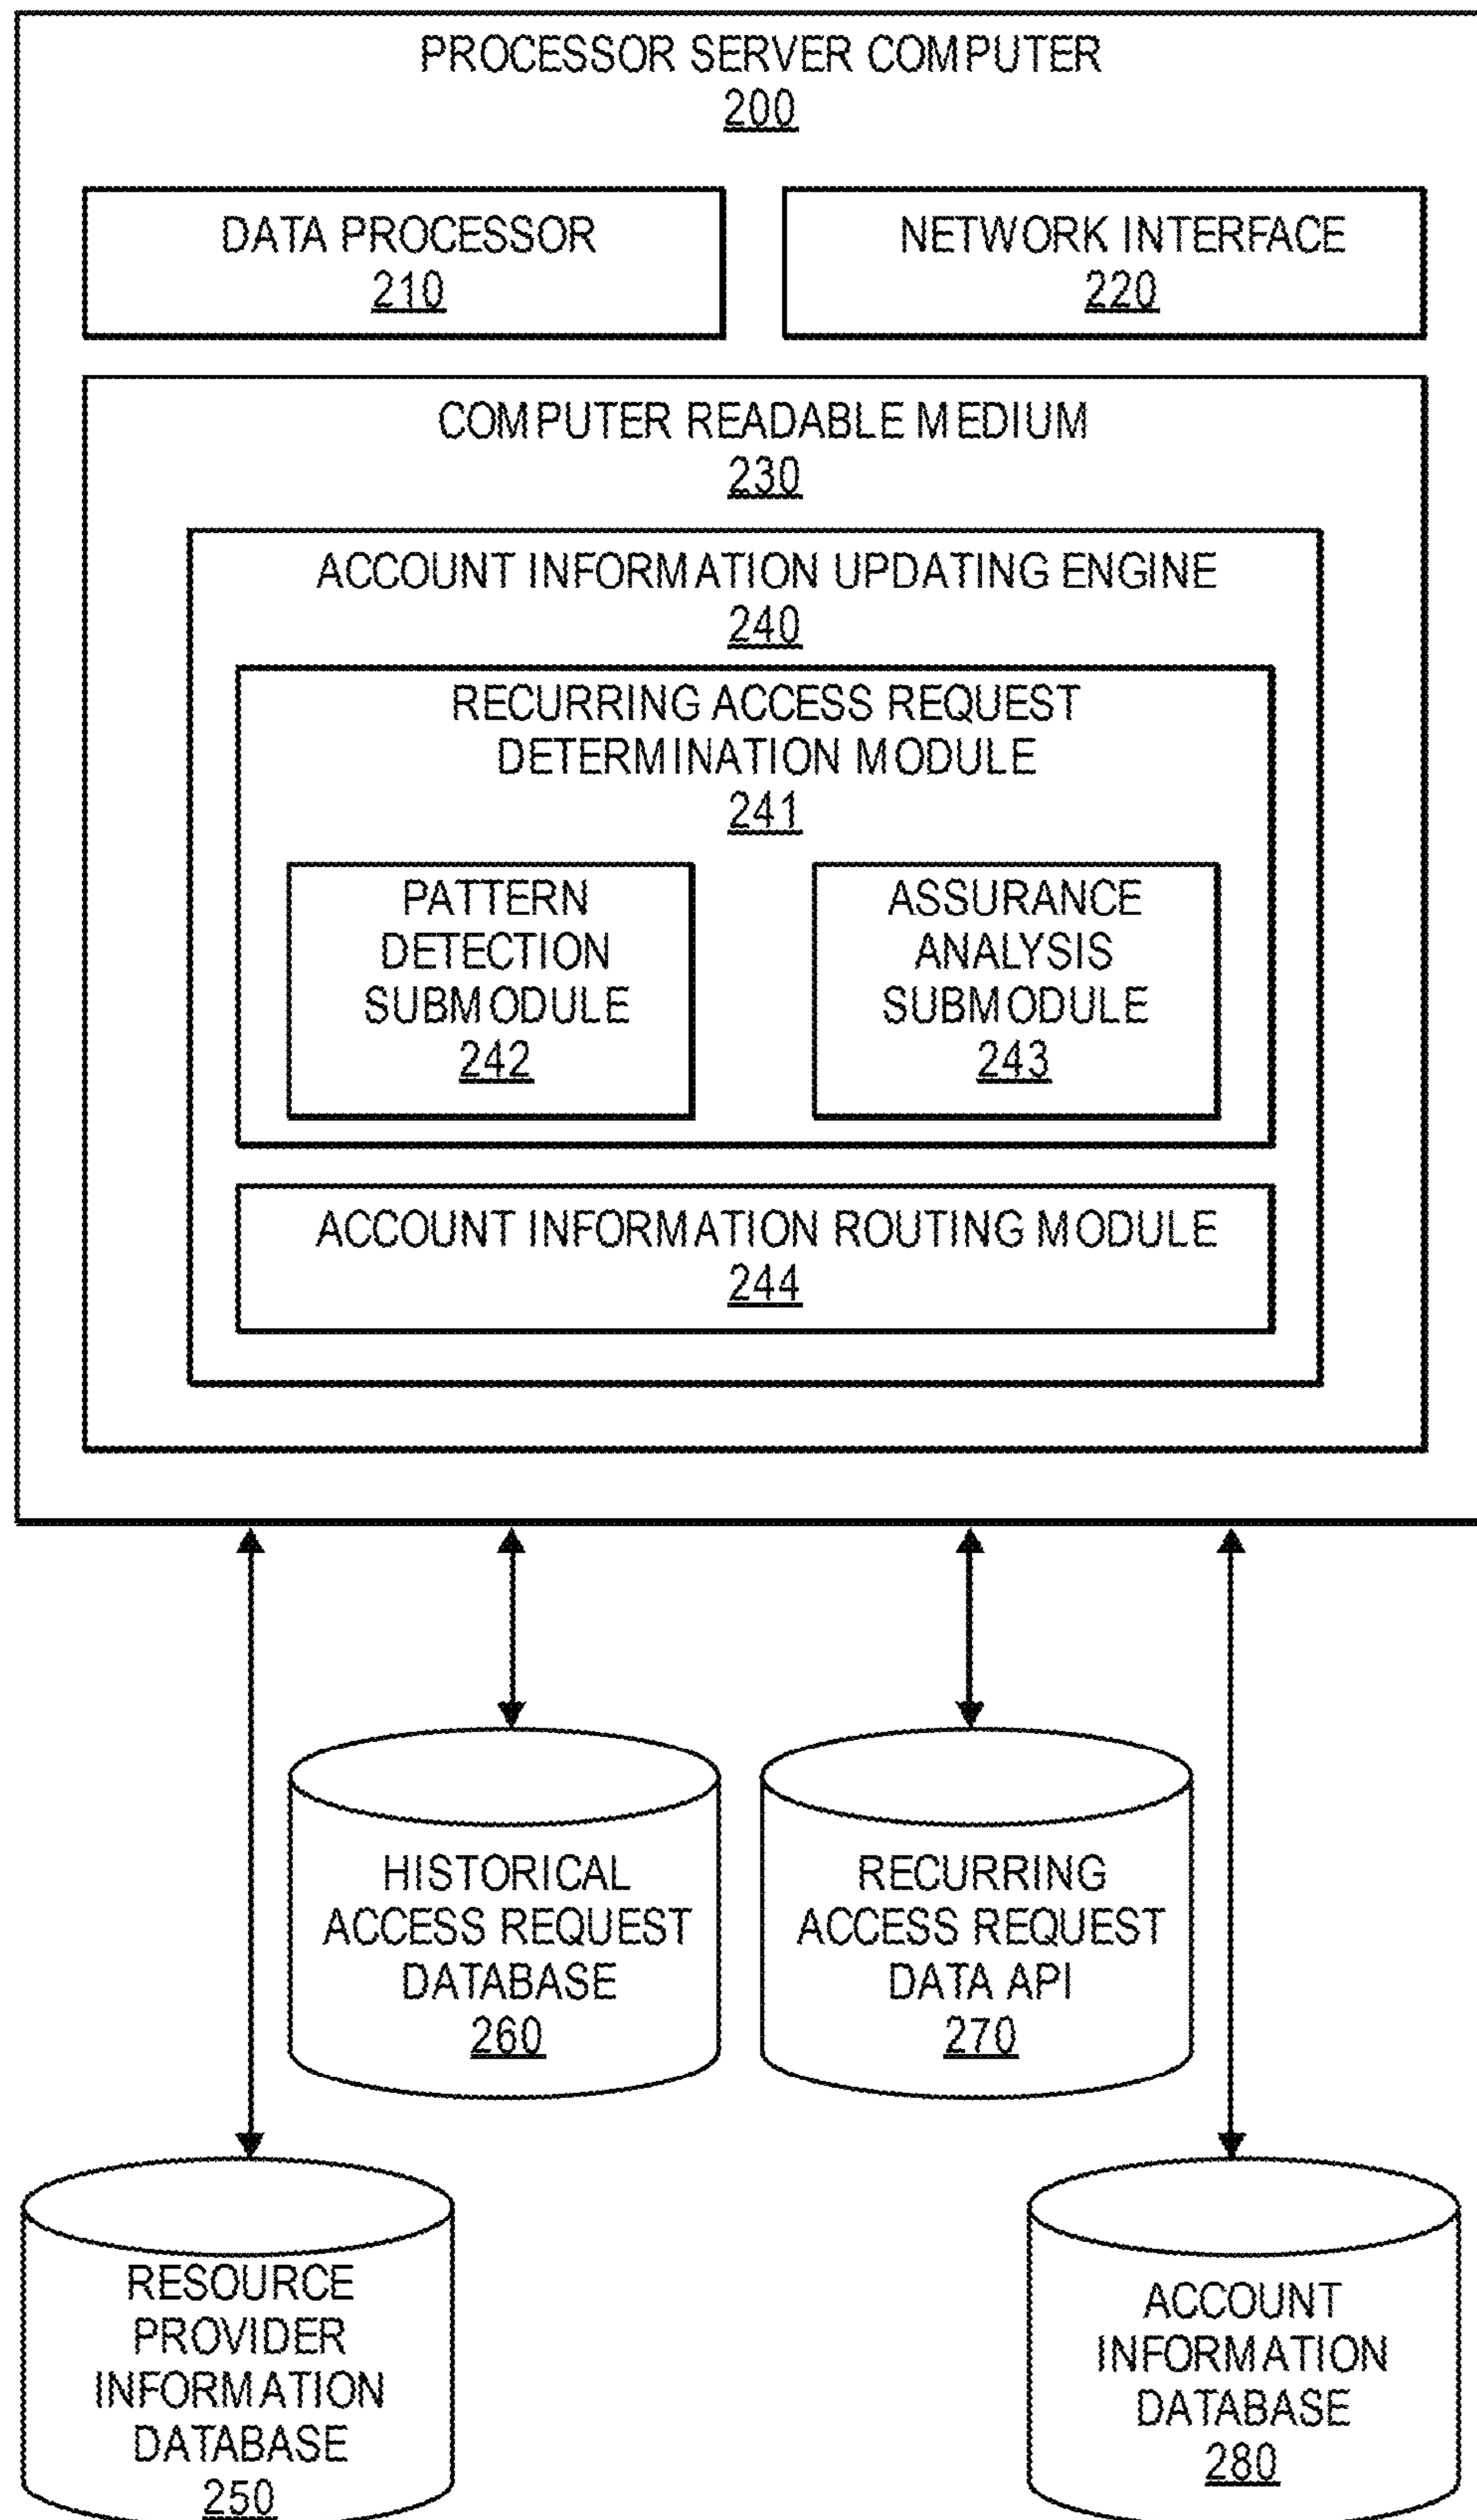 PROCESSOR SERVER COMPUTER
200
DATA PROCESSOR
210
NETWORK INTERFACE
220
COMPUTER READABLE MEDIUM
230
ACCOUNT INFORMATION UPDATING ENGINE
240
RECURRING ACCESS REQUEST
DETERMINATION MODULE
241
PATTERN
DETECTION
SUBMODULE
242
ASSURANCE
ANALYSIS
SUBMODULE
243
ACCOUNT INFORMATION ROUTING MODULE
244
HISTORICAL
ACCESS REQUEST
DATABASE
260
RECURRING
ACCESS REQUEST
DATA API
270
RESOURCE
PROVIDER
INFORMATION
DATABASE
250
ACCOUNT
INFORMATION
DATABASE
280